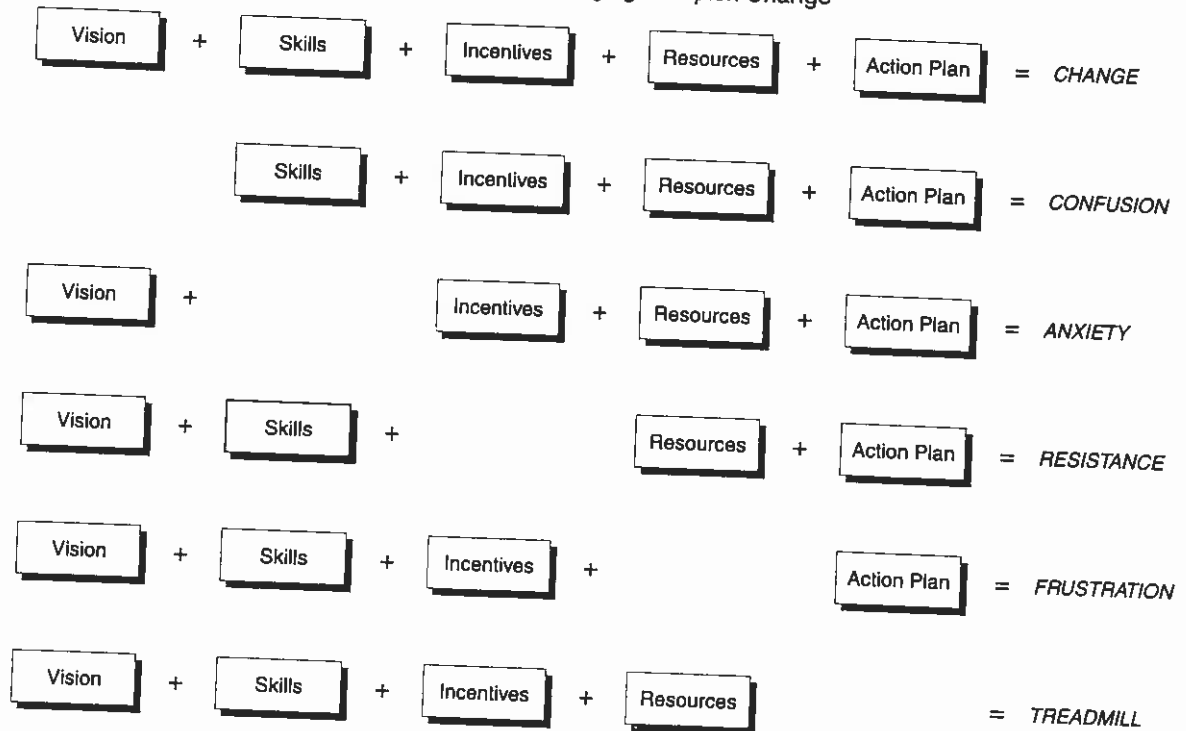 Change
Vision + Skills + Incentives + Resources + Action Plan = CHANGE
Skills + Incentives + Resources + Action Plan = CONFUSION
Vision + Incentives + Resources + Action Plan = ANXIETY
Vision + Skills + Resources + Action Plan = RESISTANCE
Vision + Skills + Incentives + Action Plan = FRUSTRATION
Vision + Skills + Incentives + Resources = TREADMILL